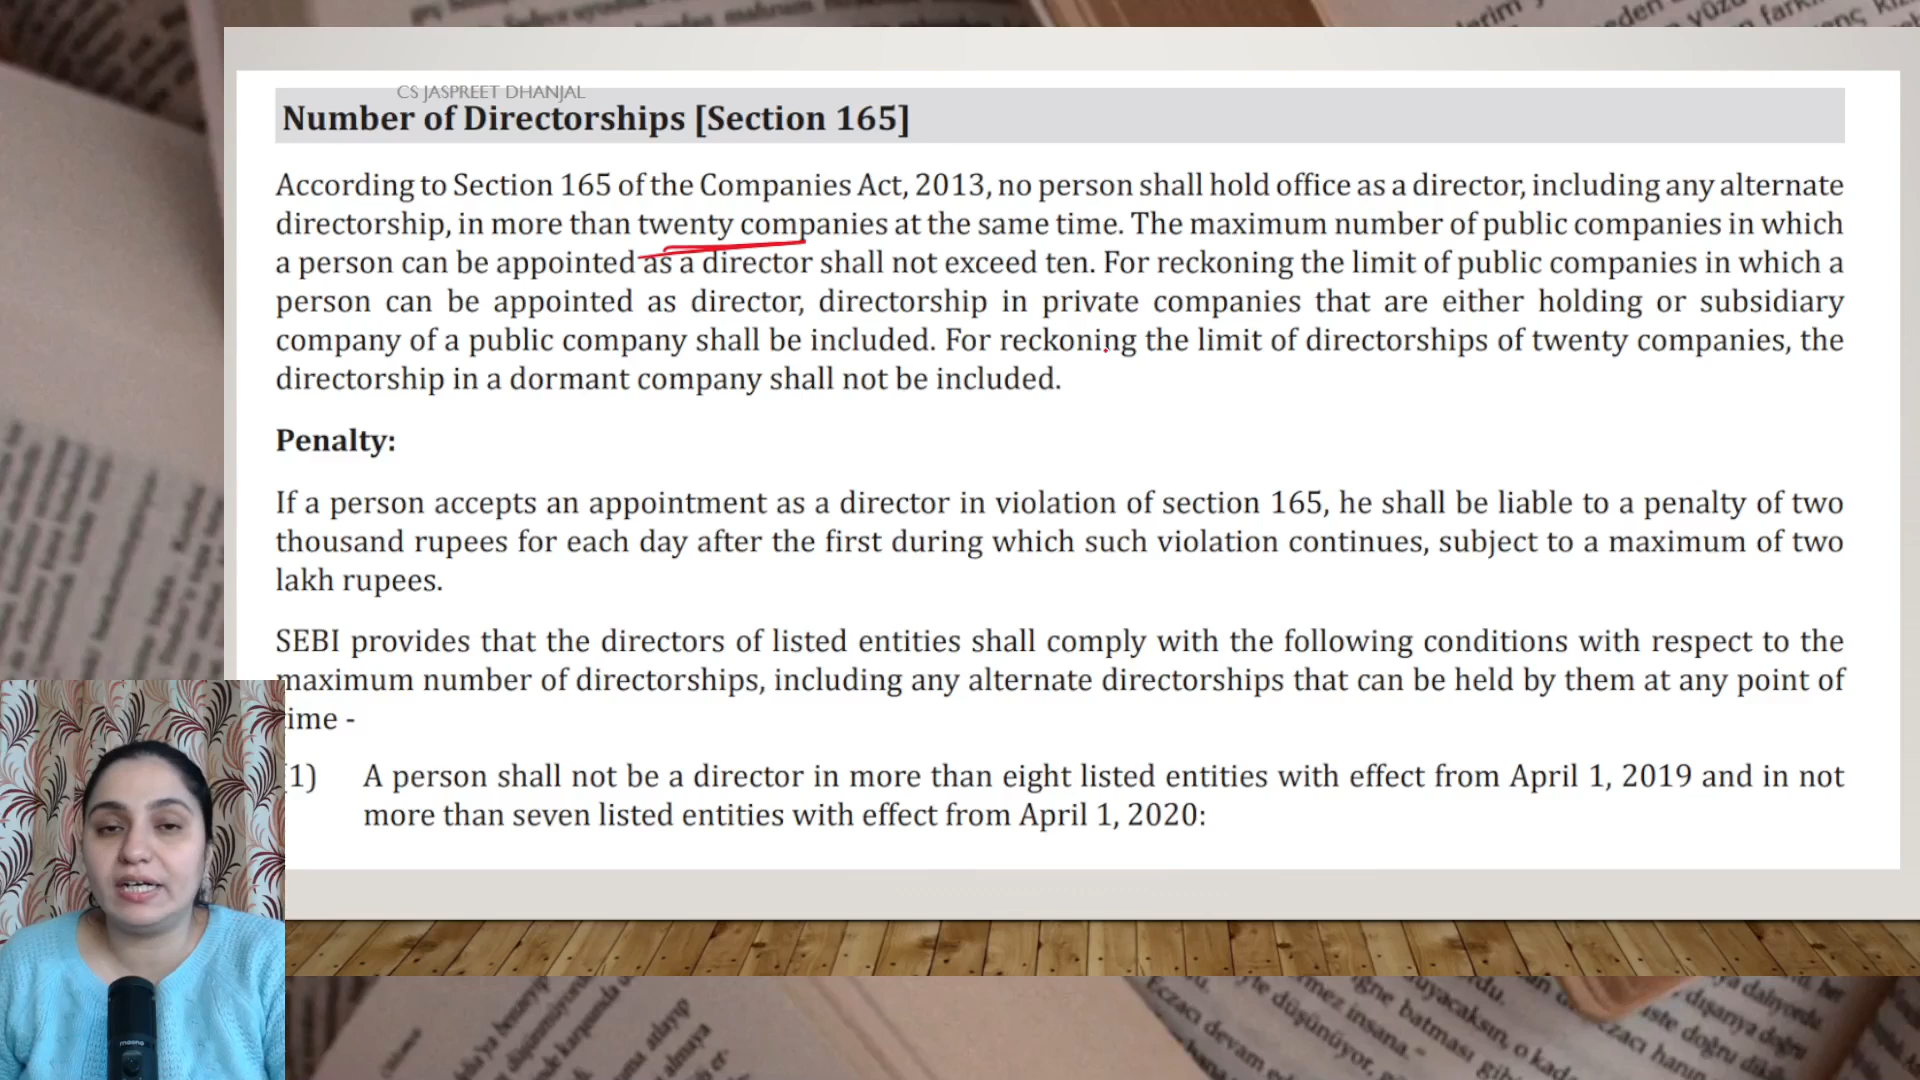 CS JASPREET DHANJAL
Number of Directorships [Section 165]
According to Section 165 of the Companies Act, 2013, no person shall hold office as a director, including any alternate
directorship, in more than twenty companies at the same time. The maximum number of public companies in which
a person can be appointed as a director shall not exceed ten. For reckoning the limit of public companies in which a
person can be appointed as director, directorship in private companies that are either holding or subsidiary
company of a public company shall be included. For reckoning the limit of directorships of twenty companies, the
directorship in a dormant company shall not be included.
Penalty:
If a person accepts an appointment as a director in violation of section 165, he shall be liable to a penalty of two
thousand rupees for each day after the first during which such violation continues, subject to a maximum of two
lakh rupees.
SEBI provides that the directors of listed entities shall comply with the following conditions with respect to the
maximum number of directorships, including any alternate directorships that can be held by them at any point of
ime -
1) A person shall not be a director in more than eight listed entities with effect from April 1, 2019 and in not
more than seven listed entities with effect from April 1, 2020:
maono